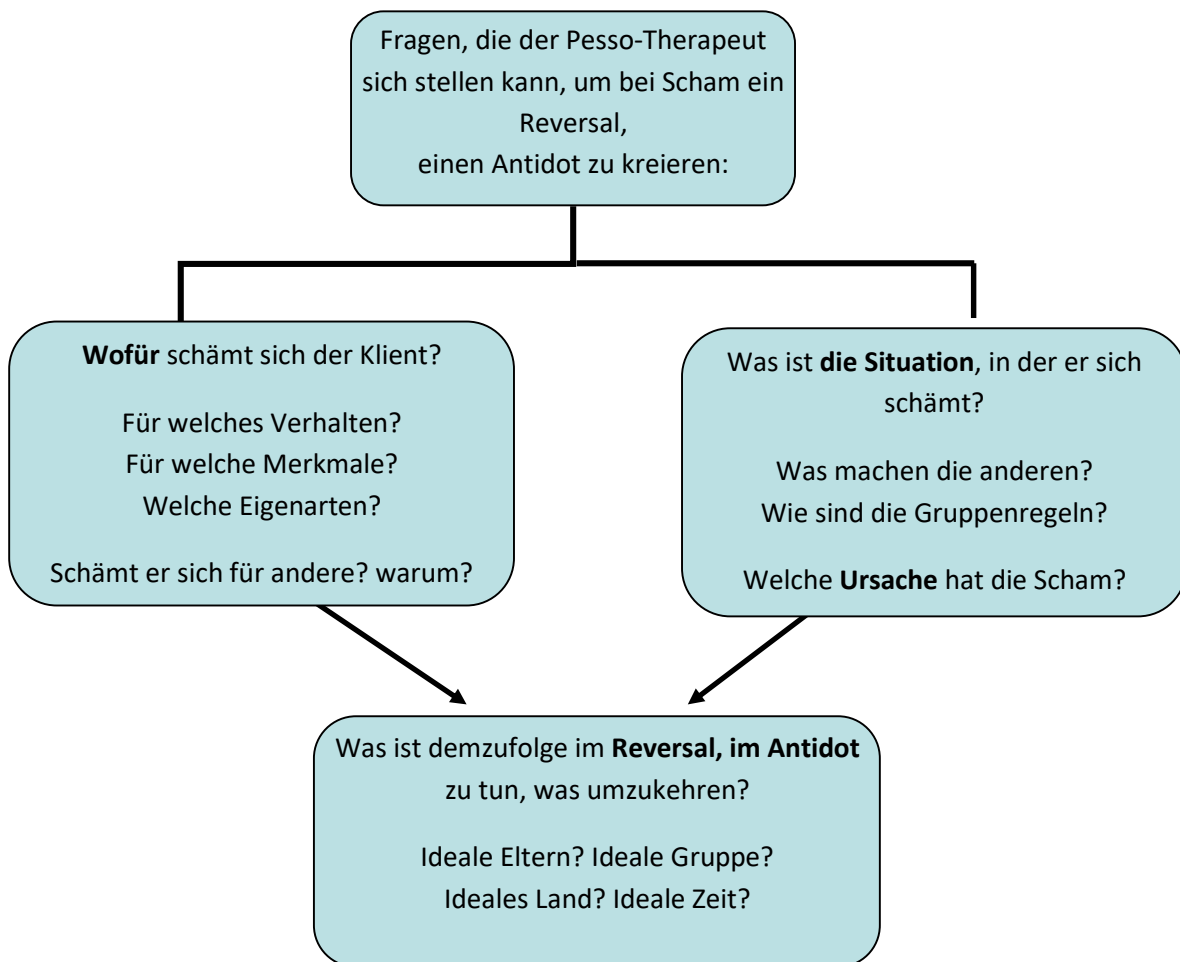 Fragen, die der Pesso-Therapeut
sich stellen kann, um bei Scham ein
Reversal,
einen Antidot zu kreieren:
Wofür schämt sich der Klient?
Für welches Verhalten?
Für welche Merkmale?
Welche Eigenarten?
Schämt er sich für andere? warum?
Was ist die Situation, in der er sich
schämt?
Was machen die anderen?
Wie sind die Gruppenregeln?
Welche Ursache hat die Scham?
Was ist demzufolge im Reversal, im Antidot
zu tun, was umzukehren?
Ideale Eltern? Ideale Gruppe?
Ideales Land? Ideale Zeit?